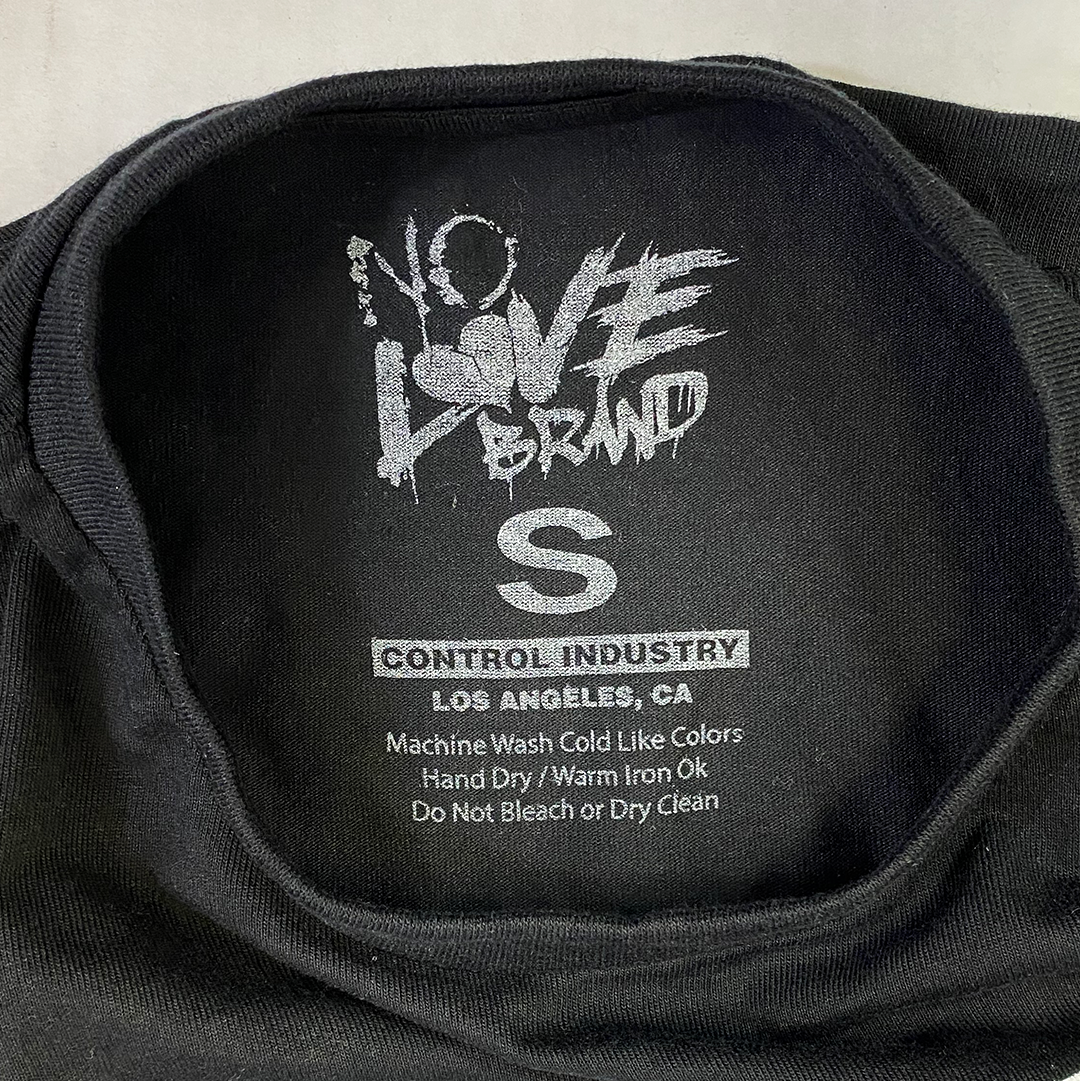 NO
LOVE
BRAND
S
CONTROL INDUSTRY
LOS ANGELES, CA
Machine Wash Cold Like Colors
Hand Dry / Warm Iron Ok
Do Not Bleach or Dry Clean